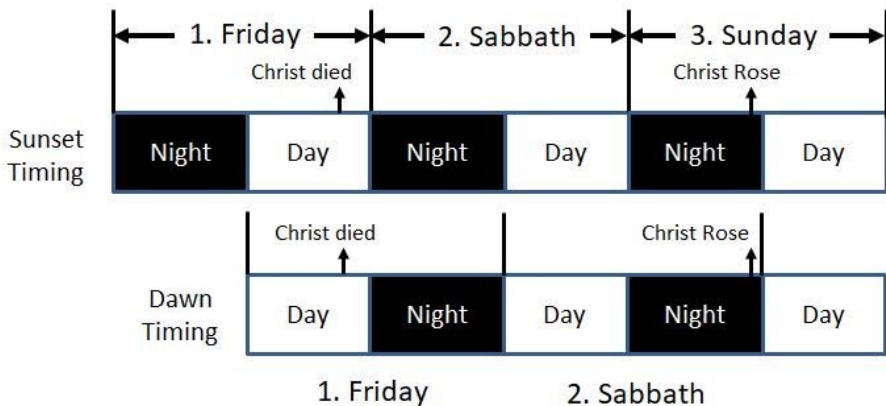 1. Friday 2. Sabbath 3. Sunday
Christ died Christ Rose
Sunset
Timing
Night Day Night Day Night Day
Christ died Christ Rose
Dawn
Timing
Day Night Day Night Day
1. Friday 2. Sabbath